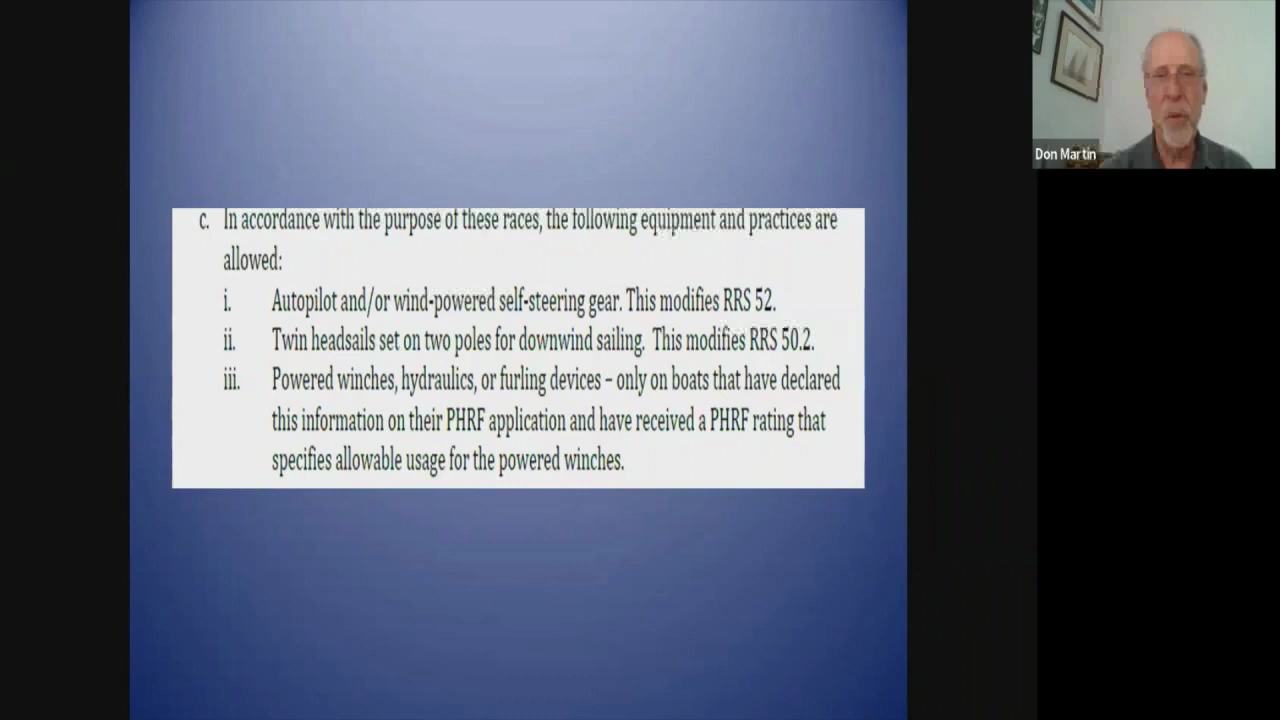 c. In accordance with the purpose of these races, the following equipment and practices are
allowed:
i. Autopilot and/or wind-powered self-steering gear. This modifies RRS 52.
ii. Twin headsails set on two poles for downwind sailing. This modifies RRS 50.2.
iii. Powered winches, hydraulics, or furling devices – only on boats that have declared
this information on their PHRF application and have received a PHRF rating that
specifies allowable usage for the powered winches.
Don Martin